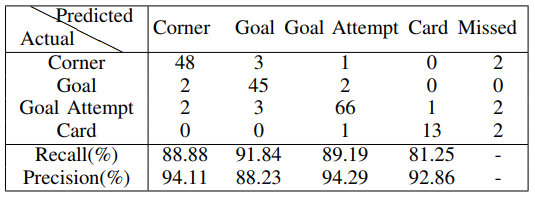 Predicted
Actual Corner Goal Goal Attempt Card Missed
Corner 48 3 1 0 2
Goal 2 45 2 0 0
Goal Attempt 2 3 66 1 2
Card 0 0 1 13 2
Recall(%) 88.88 91.84 89.19 81.25 -
Precision(%) 94.11 88.23 94.29 92.86 -